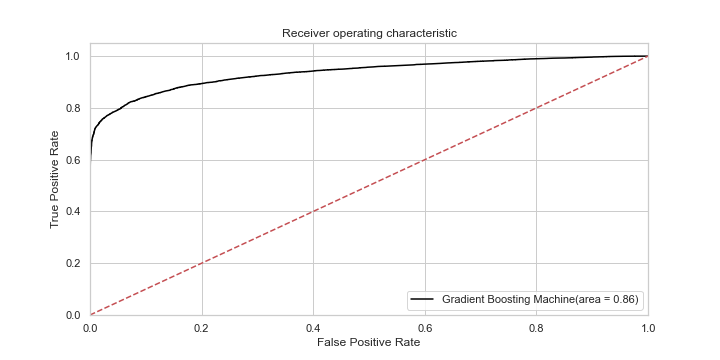 Receiver operating characteristic
True Positive Rate
1.0
0.8
0.6
0.4
0.2
0.0
Gradient Boosting Machine(area = 0.86)
0.0 0.2 0.4 0.6 0.8 1.0
False Positive Rate